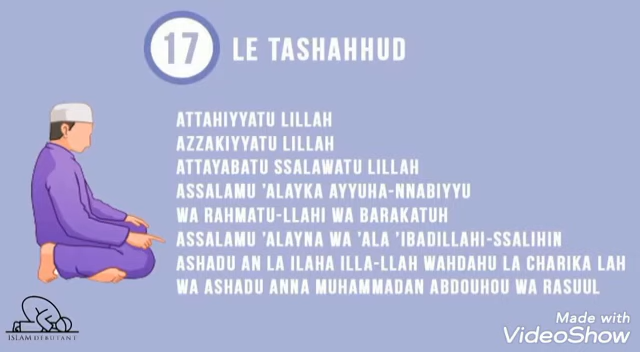 17 LE TASHAHHUD
ATTAHIYYATU LILLAH
AZZAKIYYATU LILLAH
ATTAYABATU SSALAWATU LILLAH
ASSALAMU 'ALAYKA AYYUHA-NNABIYYU
WA RAHMATU-LLAHI WA BARAKATUH
ASSALAMU 'ALAYNA WA 'ALA 'IBADILLAHI-SSALIHIN
ASHADU AN LA ILAHA ILLA-LLAH WAHDAHU LA CHARIKA LAH
WA ASHADU ANNA MUHAMMADAN ABDOUHOU WA RASUUL
ISLAM DEBUTANT
Made with
VideoShow